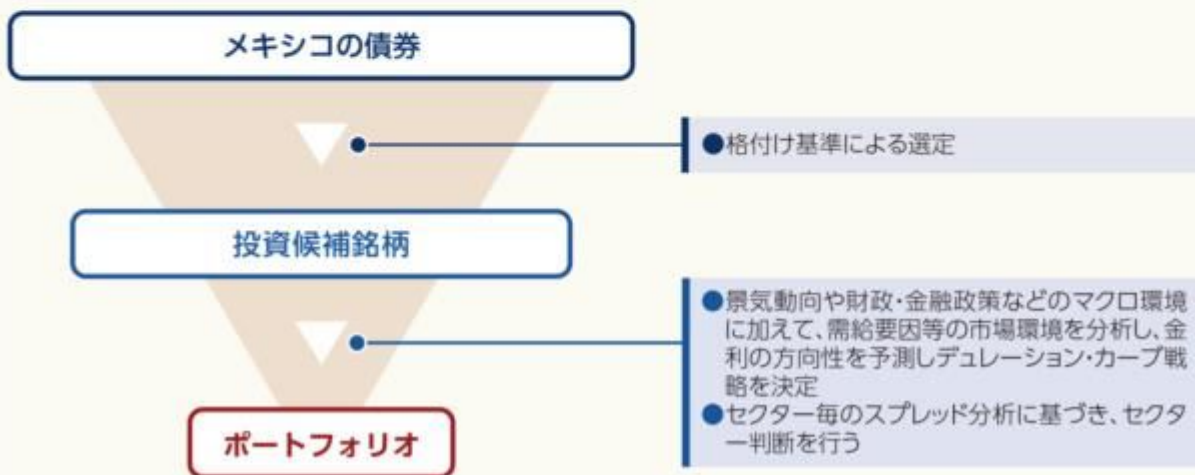 メキシコの債券
●格付け基準による選定
投資候補銘柄
●景気動向や財政・金融政策などのマクロ環境
に加えて、需給要因等の市場環境を分析し、金
利の方向性を予測しデュレーション・カーブ戦
略を決定
●セクター毎のスプレッド分析に基づき、セクタ
ー判断を行う
ポートフォリオ